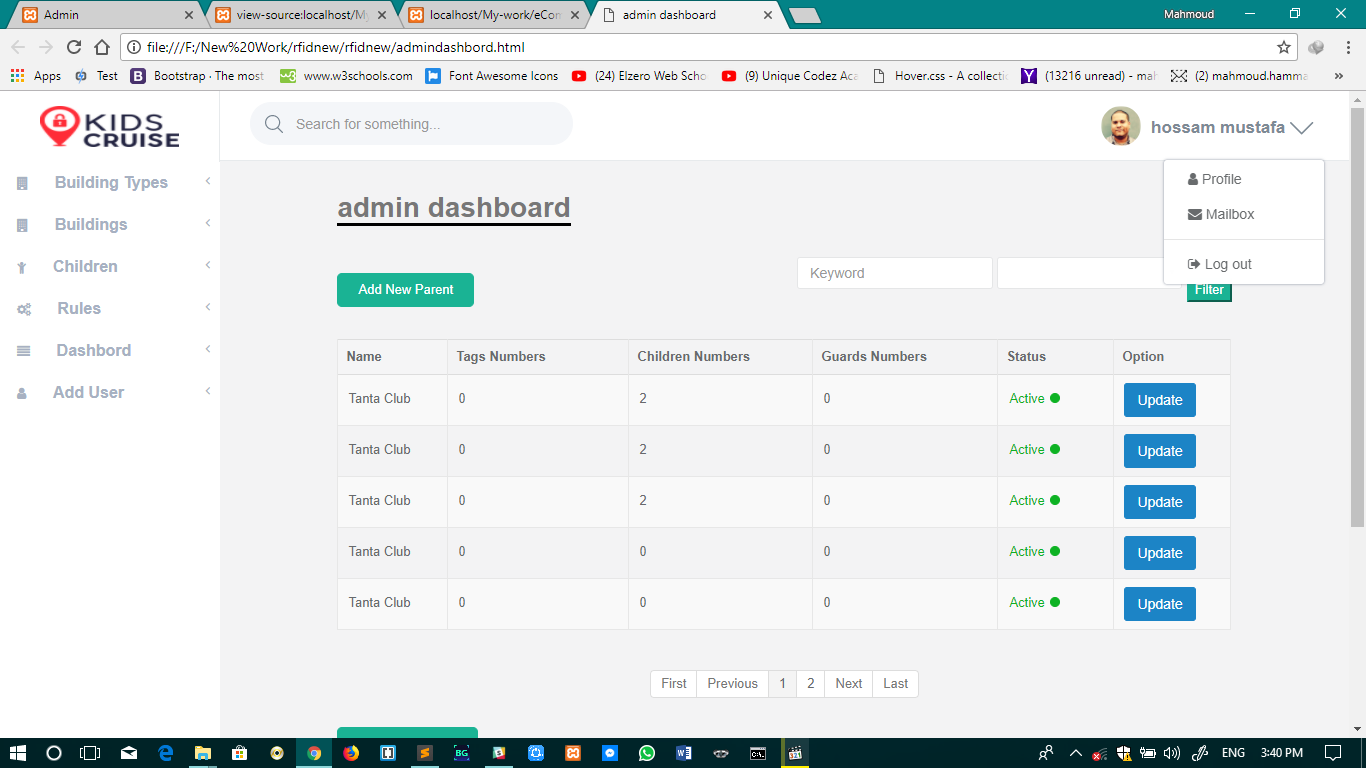 Admin
view-source:localhost/My
localhost/My-work/eCom
admin dashboard
Mahmoud
file:///F:/New%20Work/rfidnew/rfidnew/admindashbord.html
Apps
Test
Bootstrap · The most
www.w3schools.com
Font Awesome Icons
(24) Elzero Web Scho
(9) Unique Codez Aca
Hover.css - A collecti
(13216 unread) - mah
(2) mahmoud.hamma
KIDS CRUISE
Search for something...
hossam mustafa
Profile
Mailbox
Log out
Building Types
Buildings
Children
Rules
Dashbord
Add User
admin dashboard
Add New Parent
Keyword
Filter
Name Tags Numbers Children Numbers Guards Numbers Status Option
Tanta Club 0 2 0 Active Update
Tanta Club 0 2 0 Active Update
Tanta Club 0 2 0 Active Update
Tanta Club 0 0 0 Active Update
Tanta Club 0 0 0 Active Update
First Previous 1 2 Next Last
BG
ENG
3:40 PM